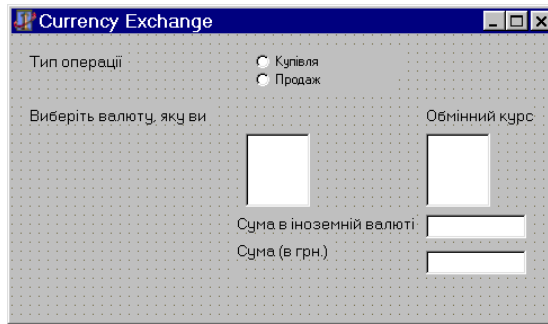 Currency Exchange
Тип операції
Купівля
Продаж
Виберіть валюту, яку ви
Обмінний курс
Сума в іноземній валюті
Сума (в грн.)